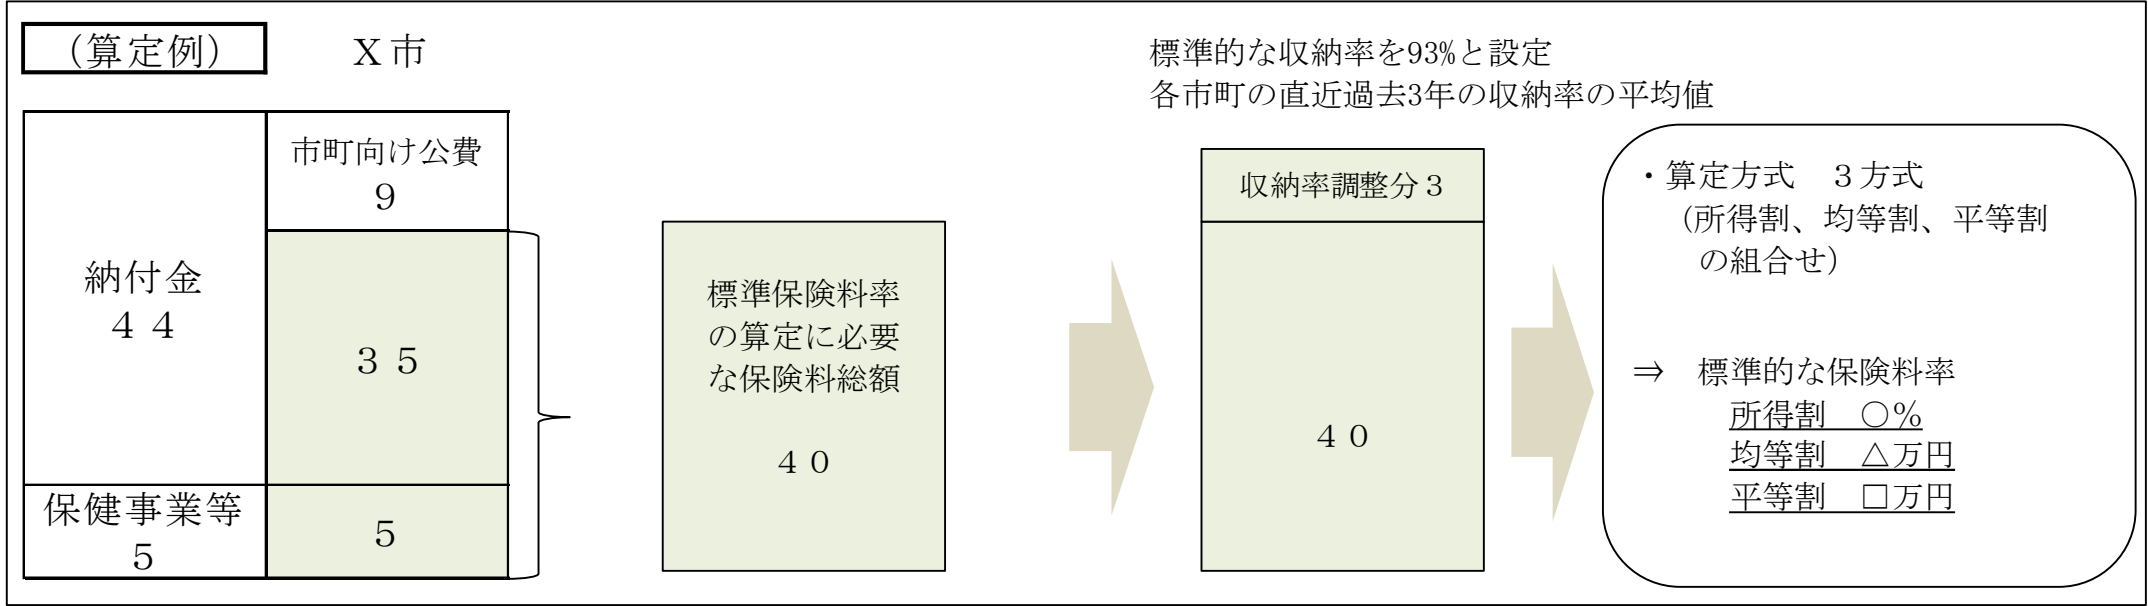 (算定例)
X市
標準的な収納率を93%と設定
各市町の直近過去3年の収納率の平均値
納付金
４４
市町向け公費
９
３５
保健事業等
５
５
標準保険料率
の算定に必要
な保険料総額
４０
収納率調整分３
４０
・算定方式　３方式
(所得割、均等割、平等割
の組合せ)
⇒　標準的な保険料率
所得割　○%
均等割　△万円
平等割　□万円